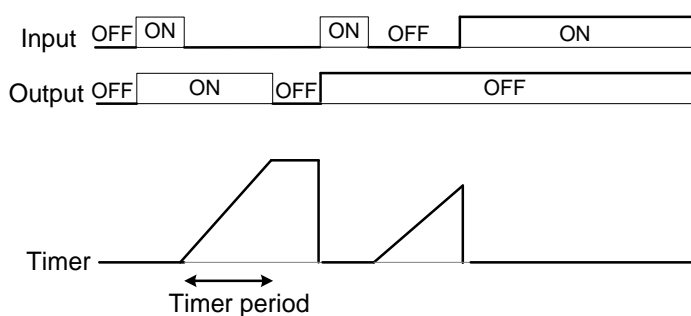 Input OFF ON ON OFF ON
Output OFF ON OFF OFF
Timer
Timer period